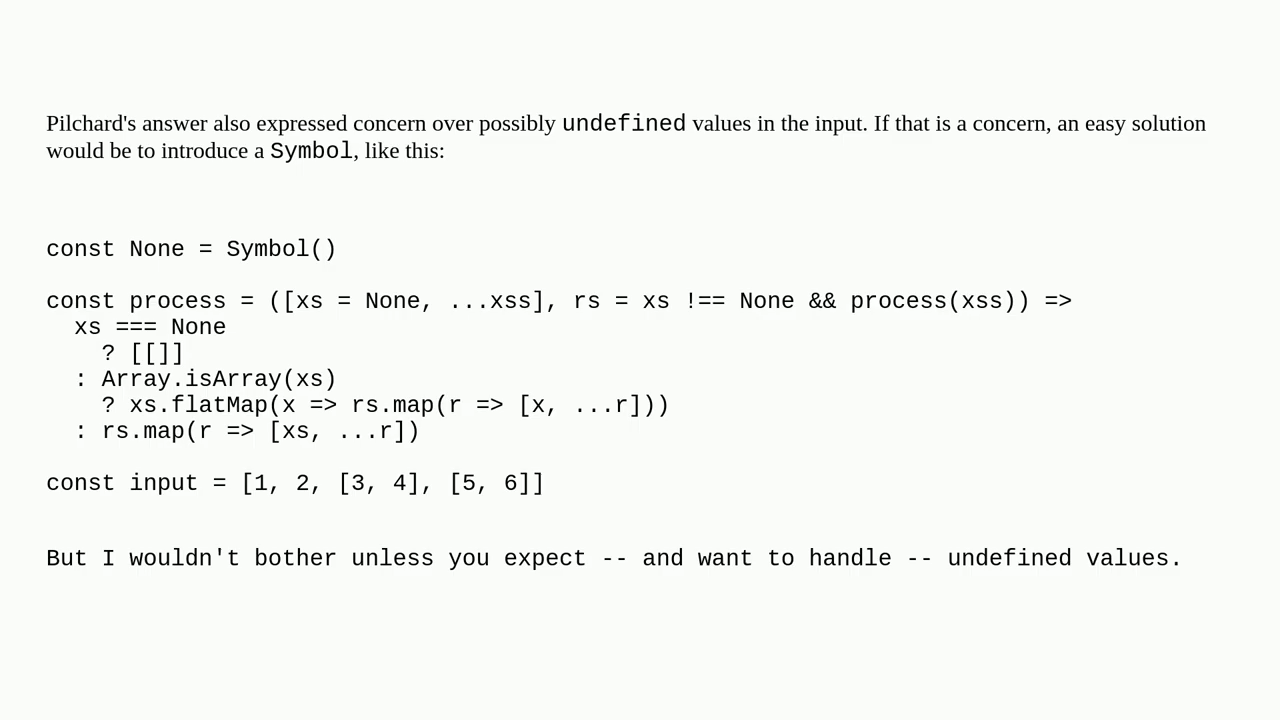 Pilchard's answer also expressed concern over possibly undefined values in the input. If that is a concern, an easy solution
would be to introduce a Symbol, like this:
const None = Symbol()
const process = ([xs = None, ...xss], rs = xs !== None && process(xss)) =>
  xs === None
    ? [[]]
  : Array.isArray(xs)
    ? xs.flatMap(x => rs.map(r => [x, ...r]))
  : rs.map(r => [xs, ...r])
const input = [1, 2, [3, 4], [5, 6]]
But I wouldn't bother unless you expect -- and want to handle -- undefined values.